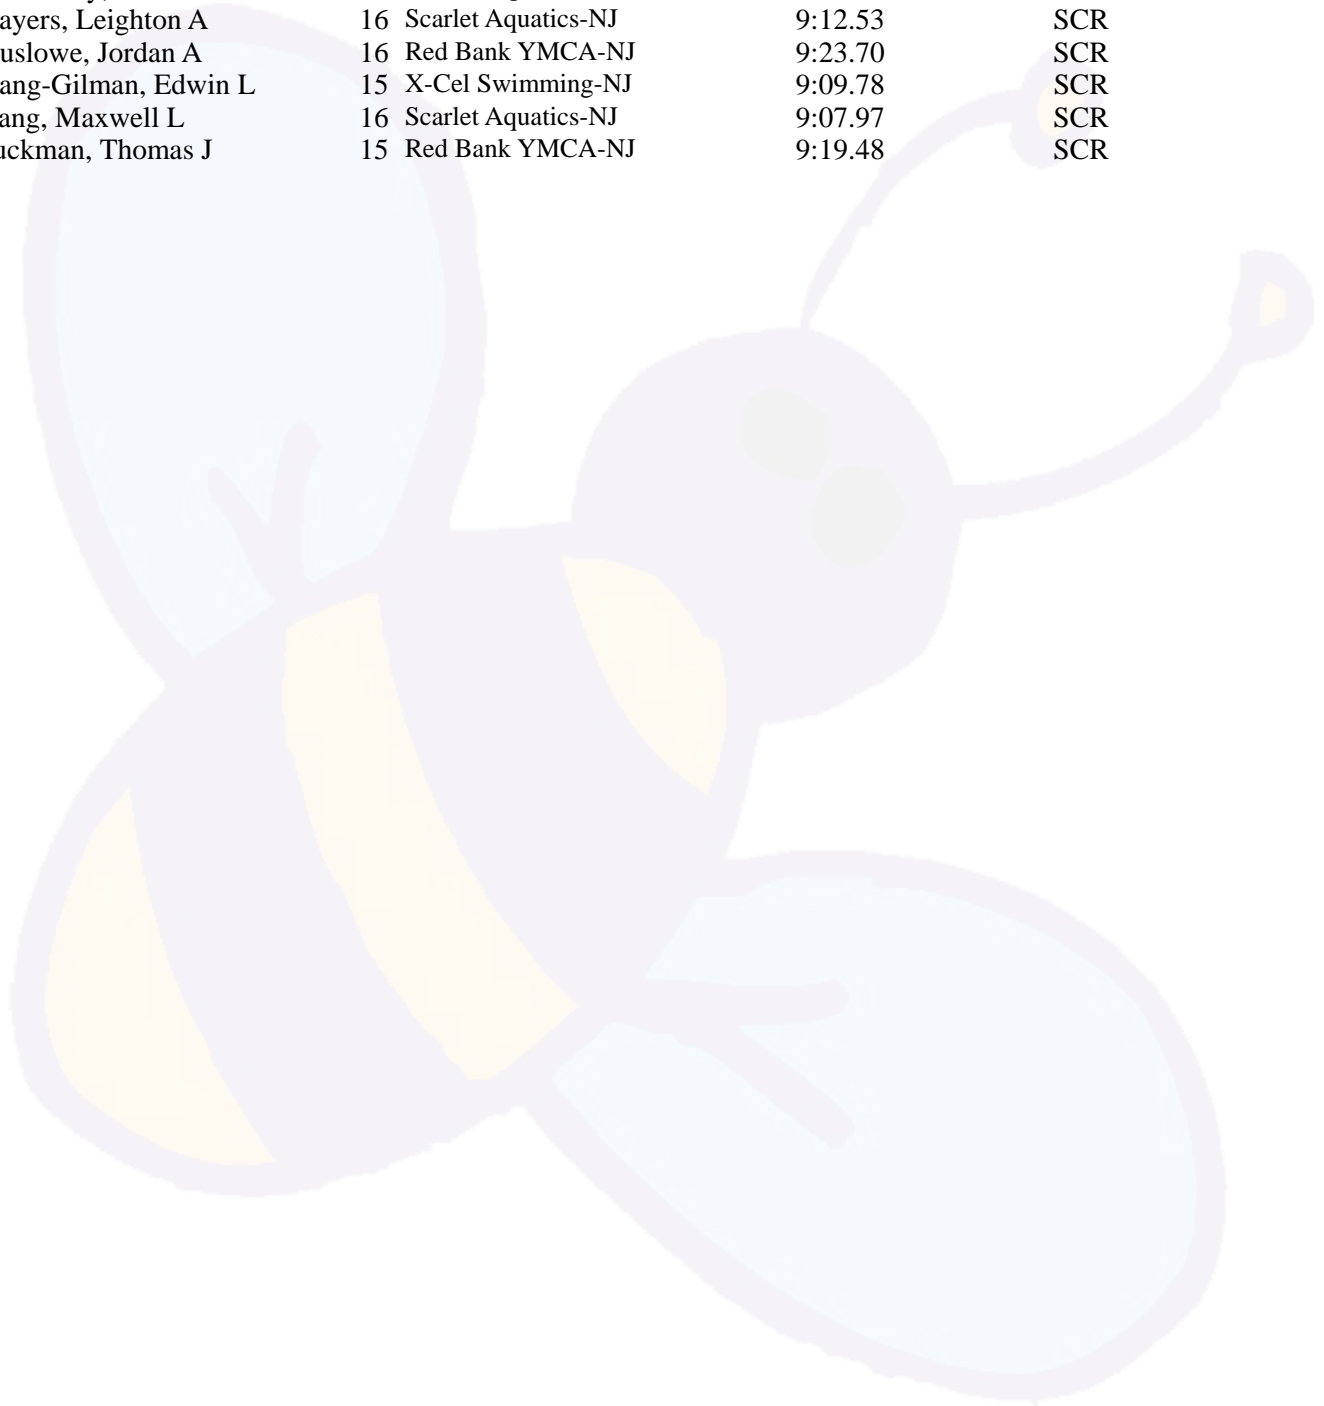 ayers, Leighton A 16 Scarlet Aquatics-NJ 9:12.53 SCR
uslowe, Jordan A 16 Red Bank YMCA-NJ 9:23.70 SCR
ang-Gilman, Edwin L 15 X-Cel Swimming-NJ 9:09.78 SCR
ang, Maxwell L 16 Scarlet Aquatics-NJ 9:07.97 SCR
uckman, Thomas J 15 Red Bank YMCA-NJ 9:19.48 SCR